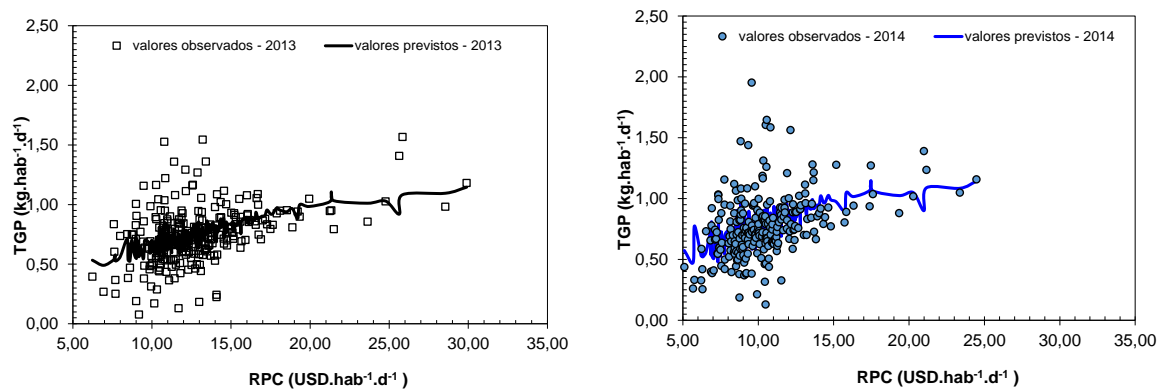 2,50
valores observados - 2013
valores previstos - 2013
2,00
1,50
1,00
0,50
0,00
TGP (kg.hab⁻¹.d⁻¹)
5,00 10,00 15,00 20,00 25,00 30,00 35,00
RPC (USD.hab⁻¹.d⁻¹ )
2,50
valores observados - 2014
valores previstos - 2014
2,00
1,50
1,00
0,50
0,00
TGP (kg.hab⁻¹.d⁻¹)
5,00 10,00 15,00 20,00 25,00 30,00 35,00
RPC (USD.hab⁻¹.d⁻¹ )